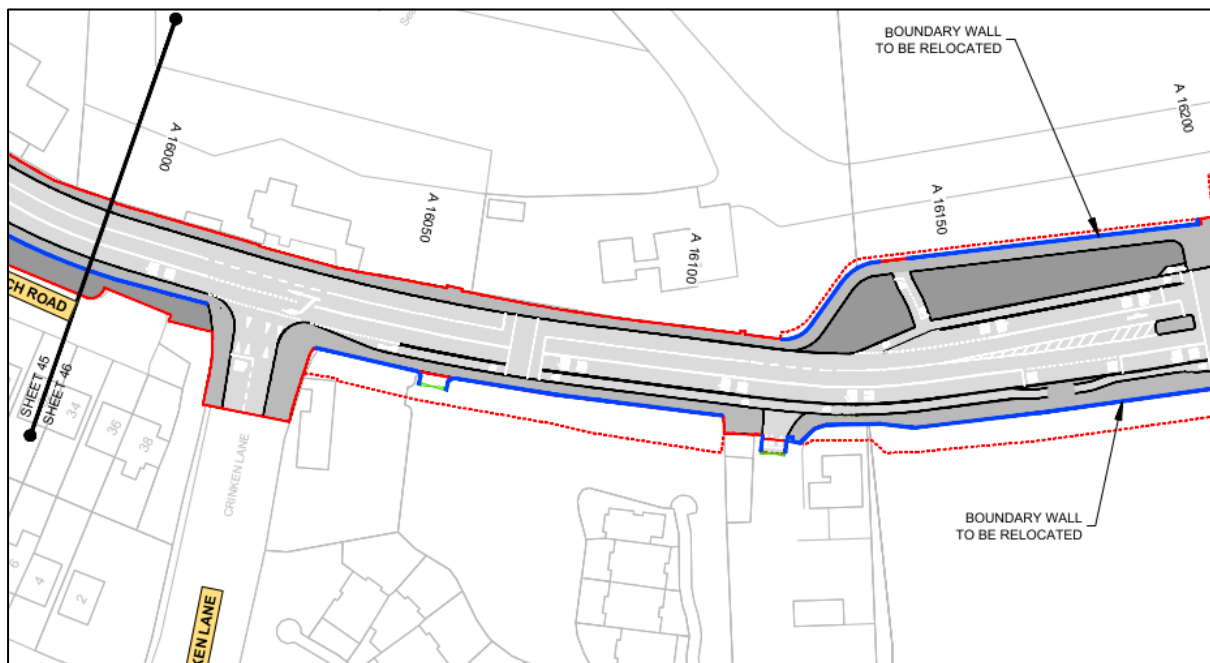 BOUNDARY WALL
TO BE RELOCATED
A 16000
A 16050
A 16100
A 16150
A 16200
CH ROAD
SHEET 45
SHEET 46
34
36
38
6
4
2
CRINKEN LANE
KEN LANE
BOUNDARY WALL
TO BE RELOCATED